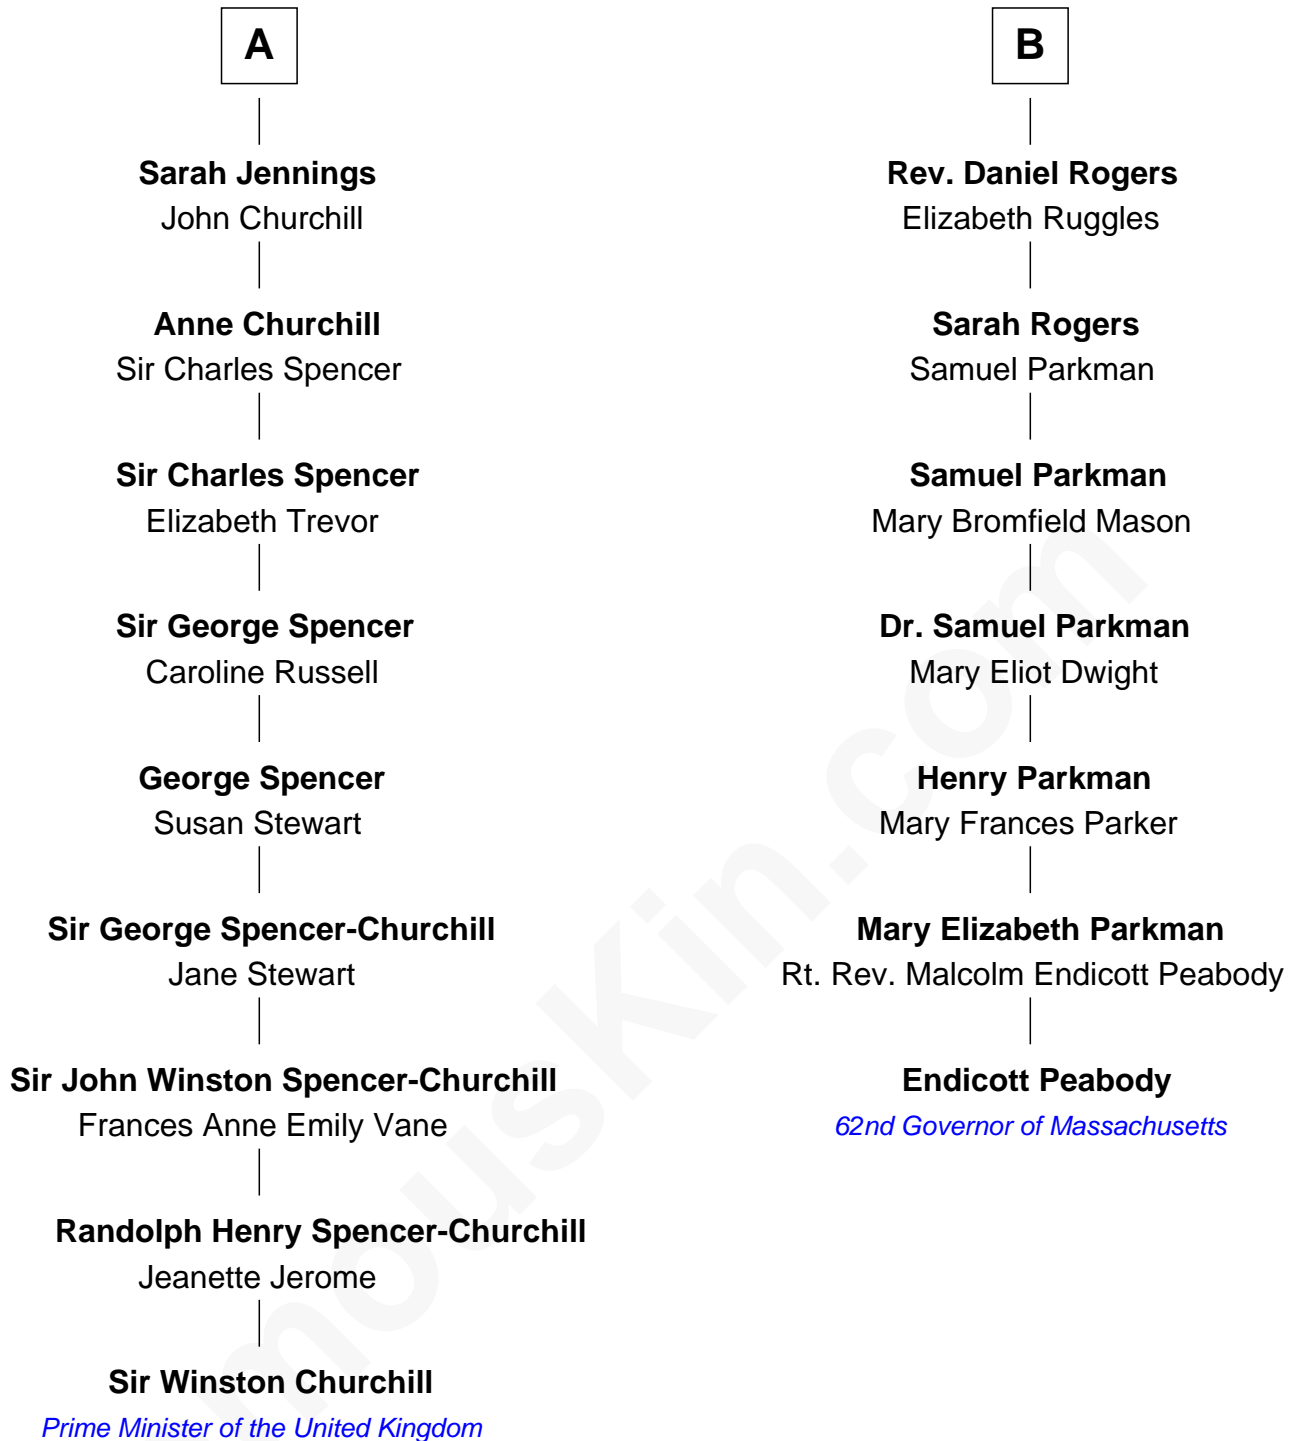 A
Sarah Jennings
John Churchill
Anne Churchill
Sir Charles Spencer
Sir Charles Spencer
Elizabeth Trevor
Sir George Spencer
Caroline Russell
George Spencer
Susan Stewart
Sir George Spencer-Churchill
Jane Stewart
Sir John Winston Spencer-Churchill
Frances Anne Emily Vane
Randolph Henry Spencer-Churchill
Jeanette Jerome
Sir Winston Churchill
Prime Minister of the United Kingdom
B
Rev. Daniel Rogers
Elizabeth Ruggles
Sarah Rogers
Samuel Parkman
Samuel Parkman
Mary Bromfield Mason
Dr. Samuel Parkman
Mary Eliot Dwight
Henry Parkman
Mary Frances Parker
Mary Elizabeth Parkman
Rt. Rev. Malcolm Endicott Peabody
Endicott Peabody
62nd Governor of Massachusetts
mousKin.com